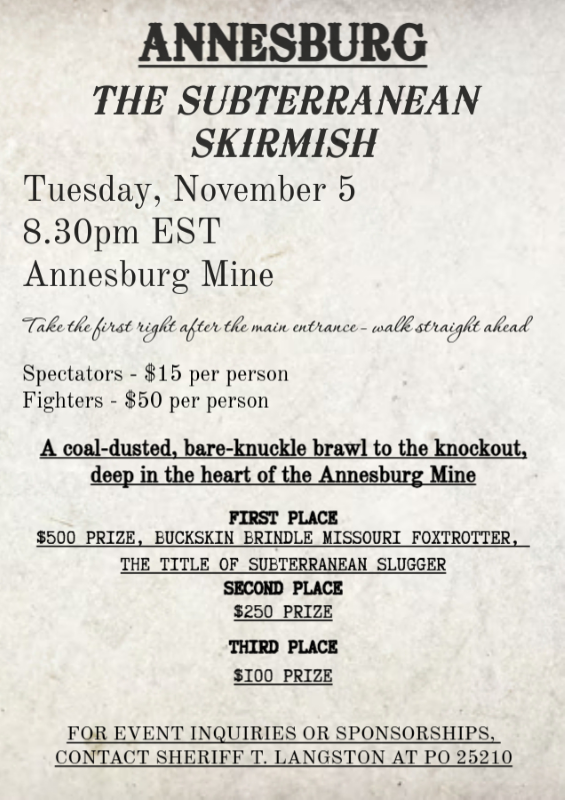 ANNESBURG
THE SUBTERRANEAN
SKIRMISH
Tuesday, November 5
8.30pm EST
Annesburg Mine
Take the first right after the main entrance - walk straight ahead
Spectators - $15 per person
Fighters - $50 per person
A coal-dusted, bare-knuckle brawl to the knockout,
deep in the heart of the Annesburg Mine
FIRST PLACE
$500 PRIZE, BUCKSKIN BRINDLE MISSOURI FOXTROTTER,
THE TITLE OF SUBTERRANEAN SLUGGER
SECOND PLACE
$250 PRIZE
THIRD PLACE
$100 PRIZE
FOR EVENT INQUIRIES OR SPONSORSHIPS,
CONTACT SHERIFF T. LANGSTON AT PO 25210